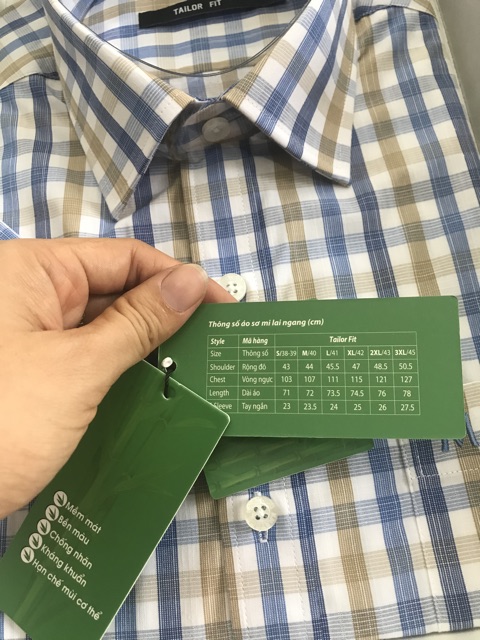 TAILOR FIT
Thông số áo sơ mi lai ngang (cm)
Style Mã hàng Tailor Fit
Size Thông số S/38-39 M/40 L/41 XL/42 2XL/43 3XL/45
Shoulder Rộng đô 43 44 45.5 47 48.5 50.5
Chest Vòng ngực 103 107 111 115 121 127
Length Dài áo 71 72 73.5 74.5 76 78
Sleeve Tay ngắn 23 23.5 24 25 26 27.5
Mềm mát
Bền màu
Chống nhăn
Kháng khuẩn
Hạn chế mùi cơ thể